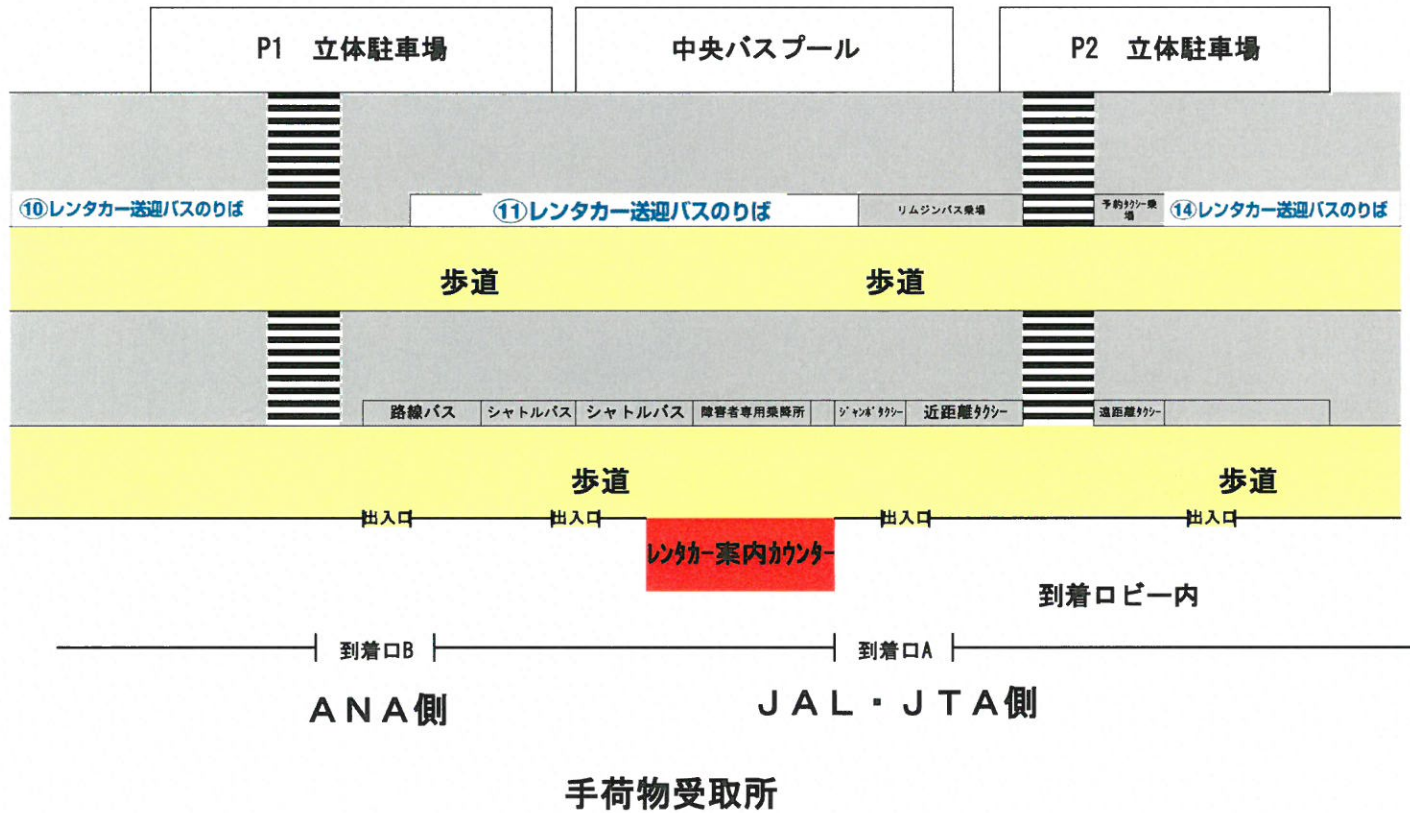 P1　立体駐車場
中央バスプール
P2　立体駐車場
⑩レンタカー送迎バスのりば
⑪レンタカー送迎バスのりば
リムジンバス乗場
予約ﾀｸｼｰ乗
場
⑭レンタカー送迎バスのりば
歩道
歩道
路線バス
シャトルバス
シャトルバス
障害者専用乗降所
ｼﾞｬﾝﾎﾞﾀｸｼｰ
近距離ﾀｸｼｰ
遠距離ﾀｸｼｰ
歩道
歩道
出入口
出入口
出入口
出入口
ﾚﾝﾀｶｰ案内ｶｳﾝﾀｰ
到着ロビー内
到着口B
到着口A
ＡＮＡ側
ＪＡＬ・ＪＴＡ側
手荷物受取所